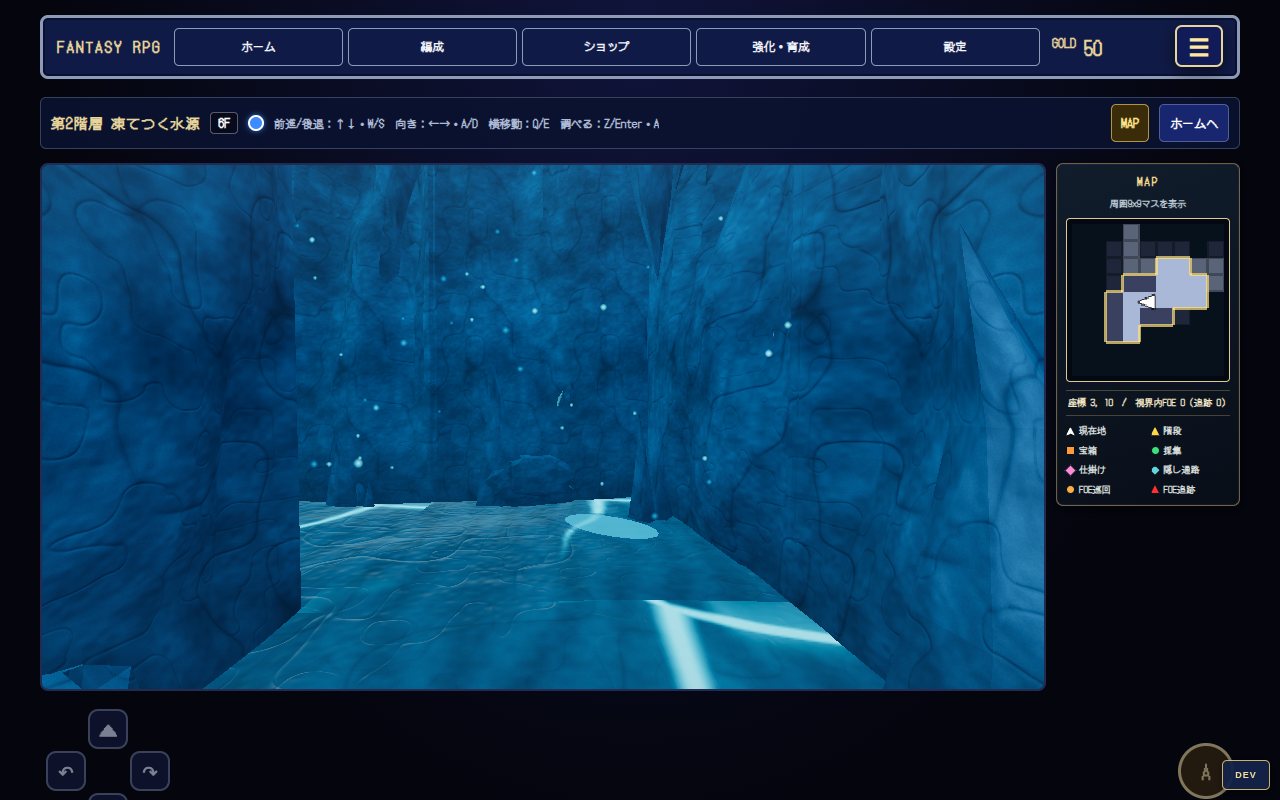 FANTASY RPG
ホーム
編成
ショップ
強化・育成
設定
GOLD 50
第2階層 凍てつく水源
6F
前進/後退：↑↓・W/S 向き：←→・A/D 横移動：Q/E 調べる：Z/Enter・A
MAP
ホームへ
MAP
周囲9x9マスを表示
座標 3, 10 / 視界内FOE 0 (追跡 0)
現在地
階段
宝箱
採集
仕掛け
隠し通路
FOE巡回
FOE追跡
A
DEV